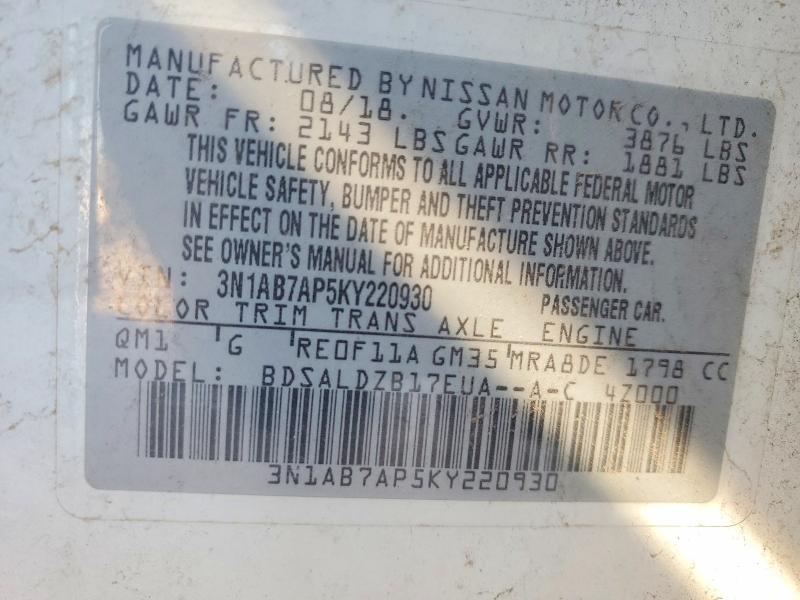 MANUFACTURED BY NISSAN MOTOR CO., LTD.
DATE: 08/18. GVWR: 3876 LBS
GAWR FR: 2143 LBS GAWR RR: 1881 LBS
THIS VEHICLE CONFORMS TO ALL APPLICABLE FEDERAL MOTOR
VEHICLE SAFETY, BUMPER AND THEFT PREVENTION STANDARDS
IN EFFECT ON THE DATE OF MANUFACTURE SHOWN ABOVE.
SEE OWNER'S MANUAL FOR ADDITIONAL INFORMATION.
VIN: 3N1AB7AP5KY220930 PASSENGER CAR.
COLOR TRIM TRANS AXLE ENGINE
QM1 G RE0F11A GM35 MRA8DE 1798 CC
MODEL: BDSALDZB17EUA--A-C 4Z000
3N1AB7AP5KY220930